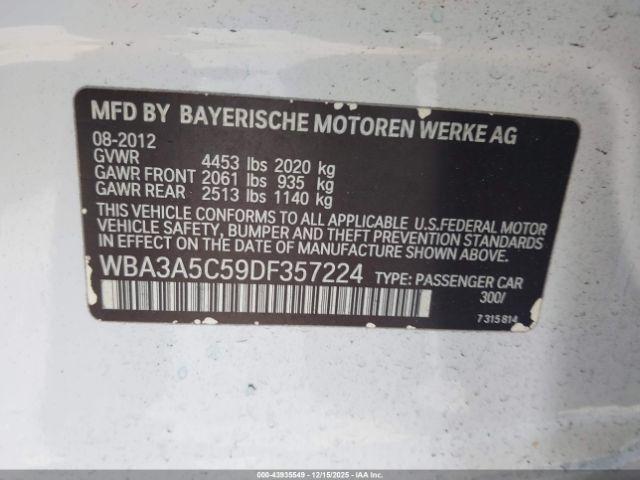 MFD BY BAYERISCHE MOTOREN WERKE AG
08-2012
GVWR 4453 lbs 2020 kg
GAWR FRONT 2061 lbs 935 kg
GAWR REAR 2513 lbs 1140 kg
THIS VEHICLE CONFORMS TO ALL APPLICABLE U.S.FEDERAL MOTOR
VEHICLE SAFETY, BUMPER AND THEFT PREVENTION STANDARDS
IN EFFECT ON THE DATE OF MANUFACTURE SHOWN ABOVE.
WBA3A5C59DF357224 TYPE: PASSENGER CAR
300/
7315814
000-43935549 - 12/15/2025 - IAA Inc.